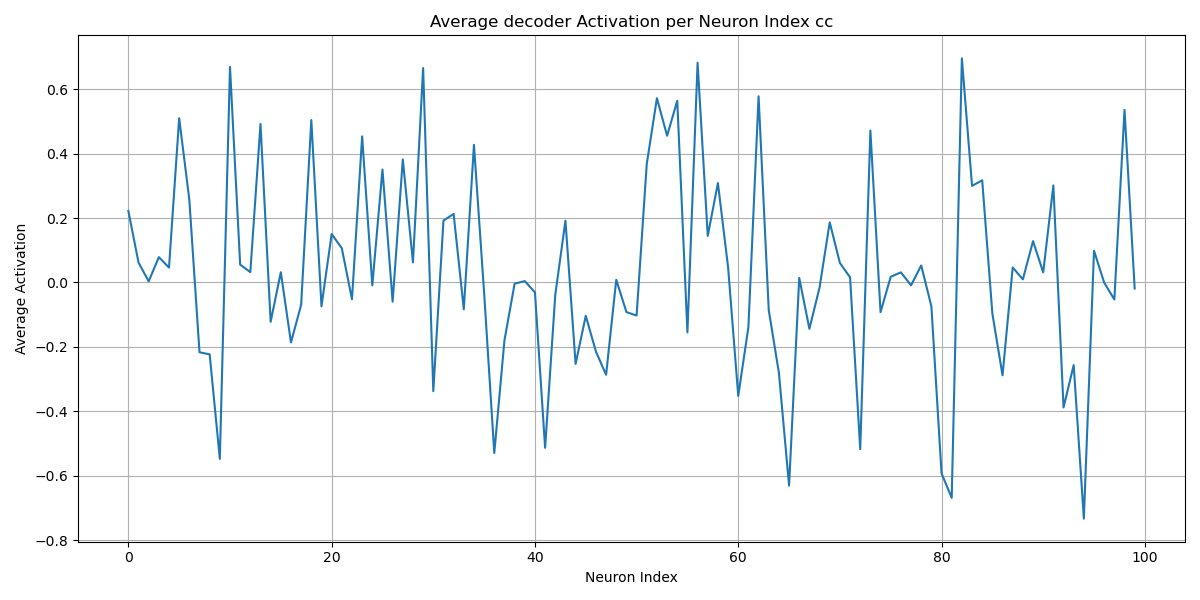 Average decoder Activation per Neuron Index cc
Average Activation
0.6
0.4
0.2
0.0
−0.2
−0.4
−0.6
−0.8
0 20 40 60 80 100
Neuron Index